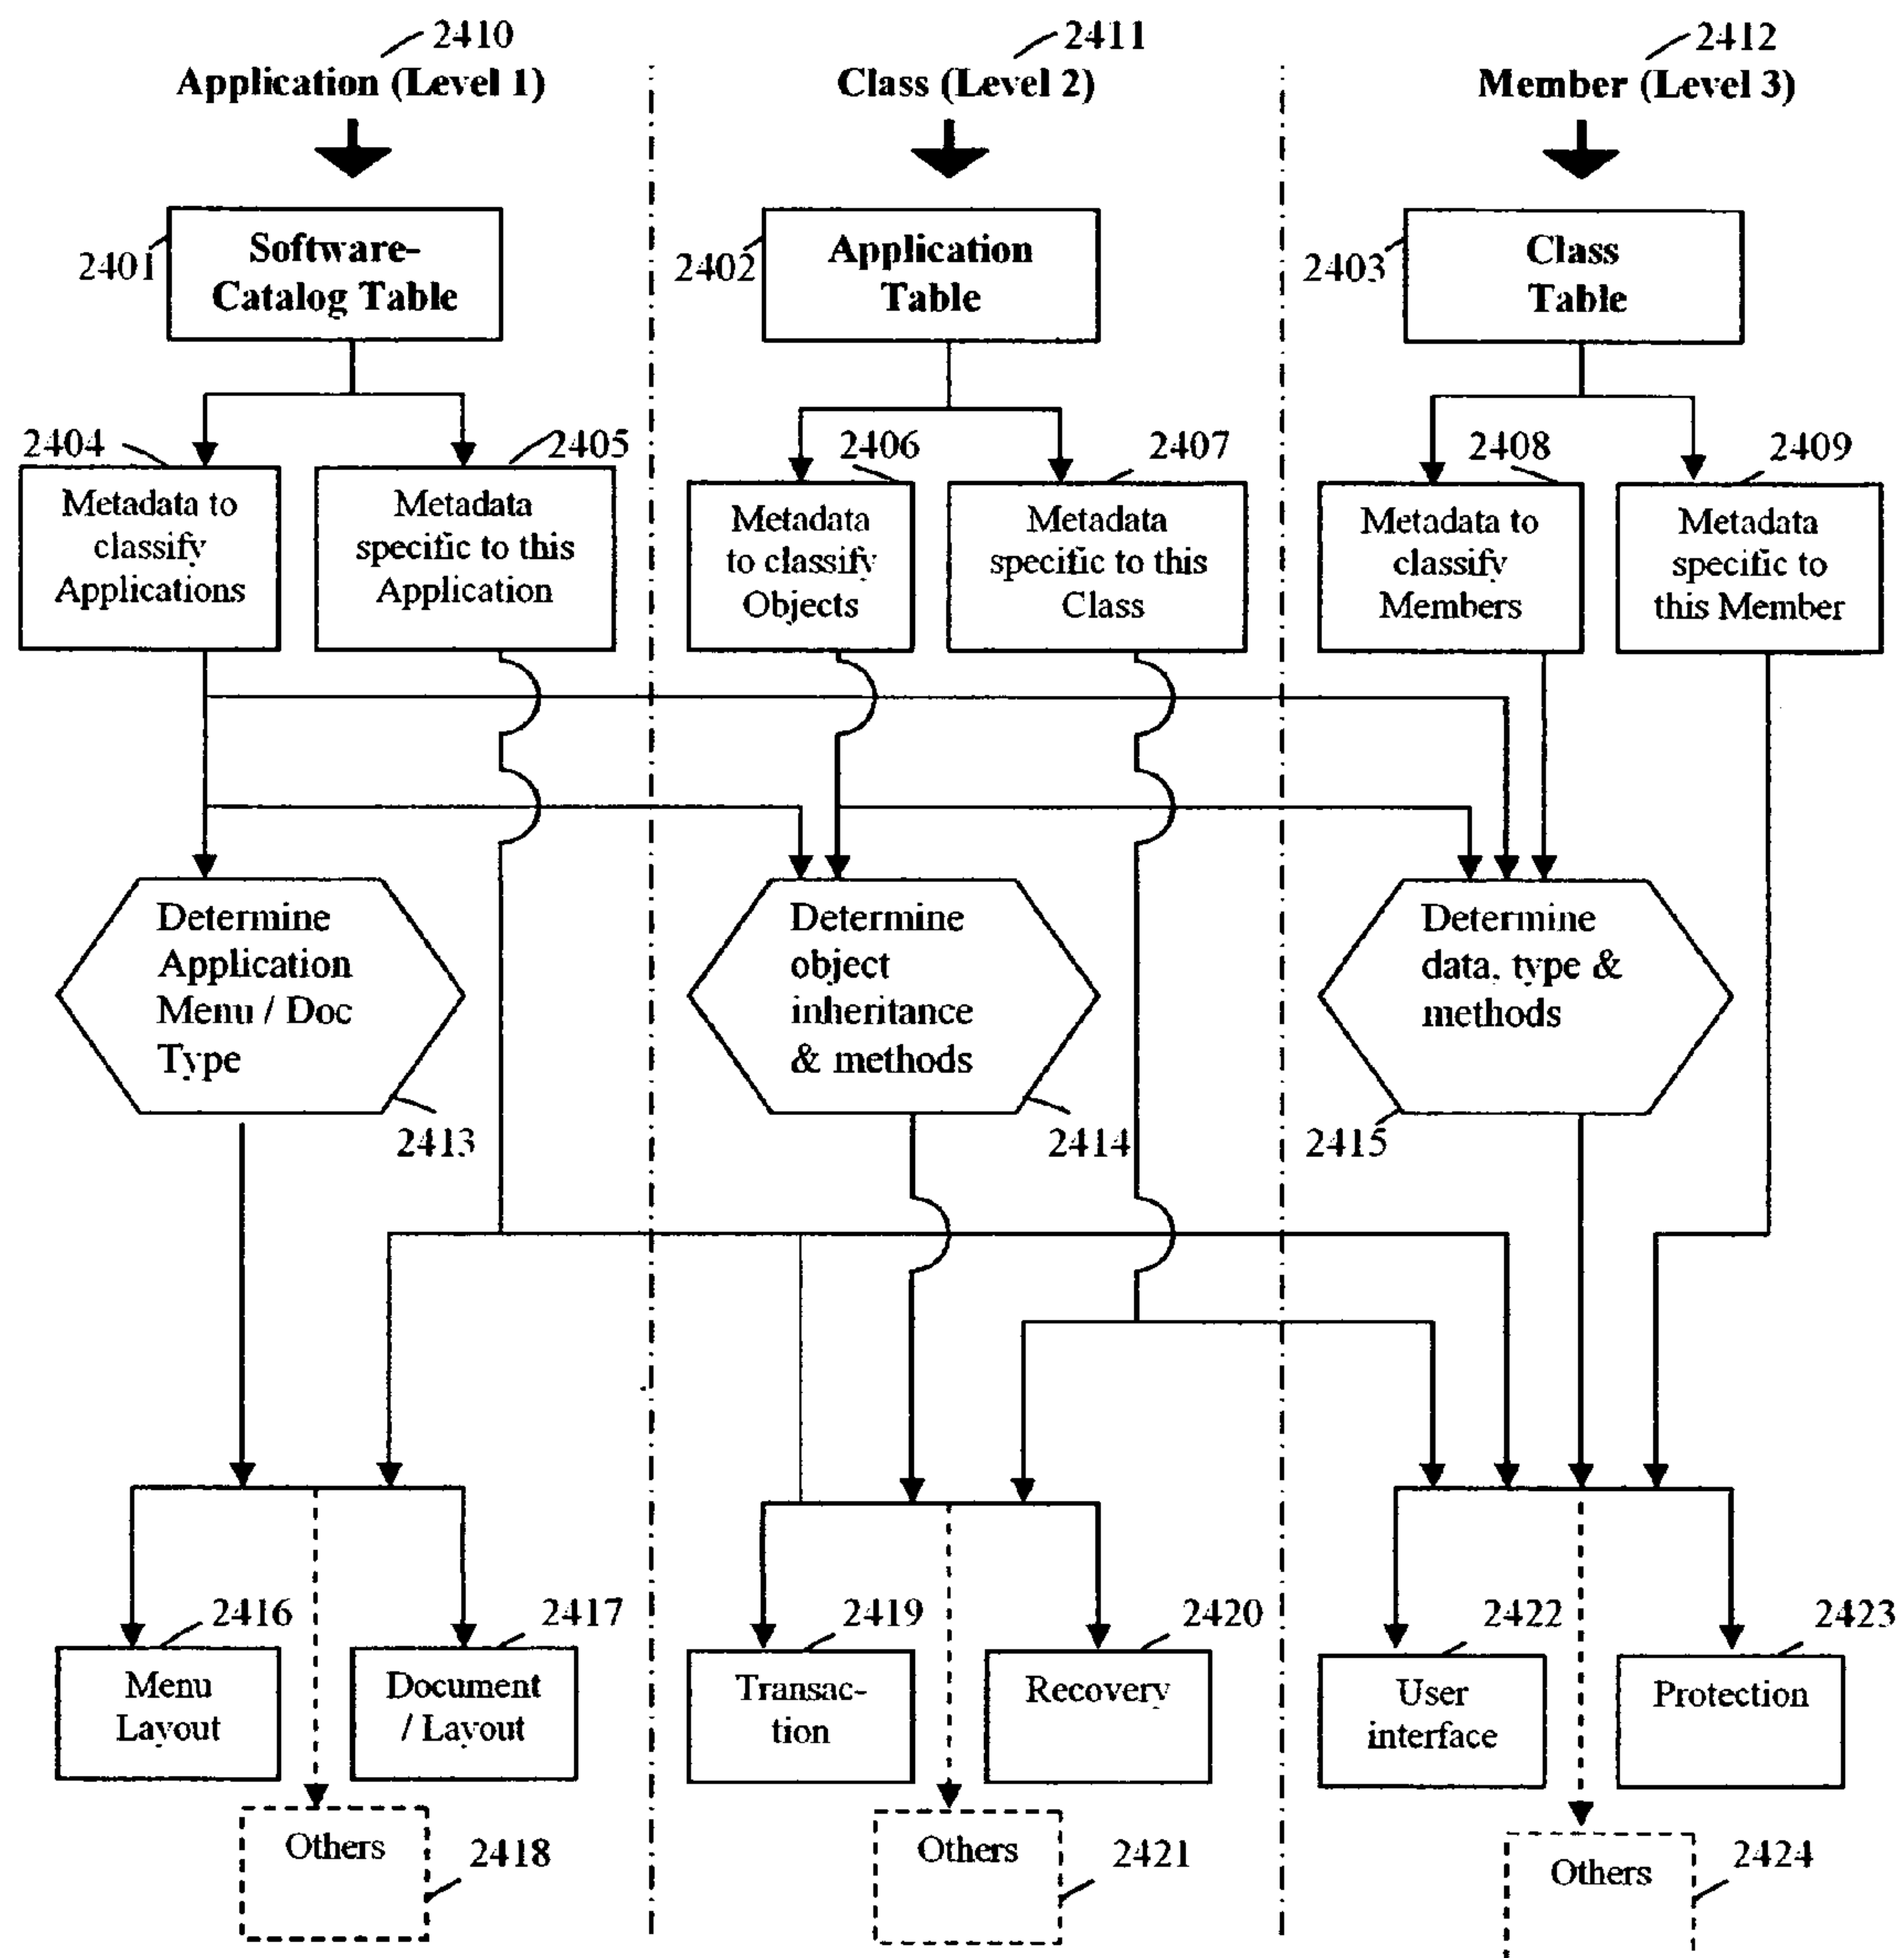 2410
2411
2412
Application (Level 1)
Class (Level 2)
Member (Level 3)
2401
Software-
Catalog Table
2402
Application
Table
2403
Class
Table
2404
2405
2406
2407
2408
2409
Metadata to
classify
Applications
Metadata
specific to this
Application
Metadata
to classify
Objects
Metadata
specific to this
Class
Metadata to
classify
Members
Metadata
specific to
this Member
Determine
Application
Menu / Doc
Type
Determine
object
inheritance
& methods
Determine
data, type &
methods
2413
2414
2415
2416
2417
2419
2420
2422
2423
Menu
Layout
Document
/ Layout
Transac-
tion
Recovery
User
interface
Protection
Others
2418
Others
2421
Others
2424